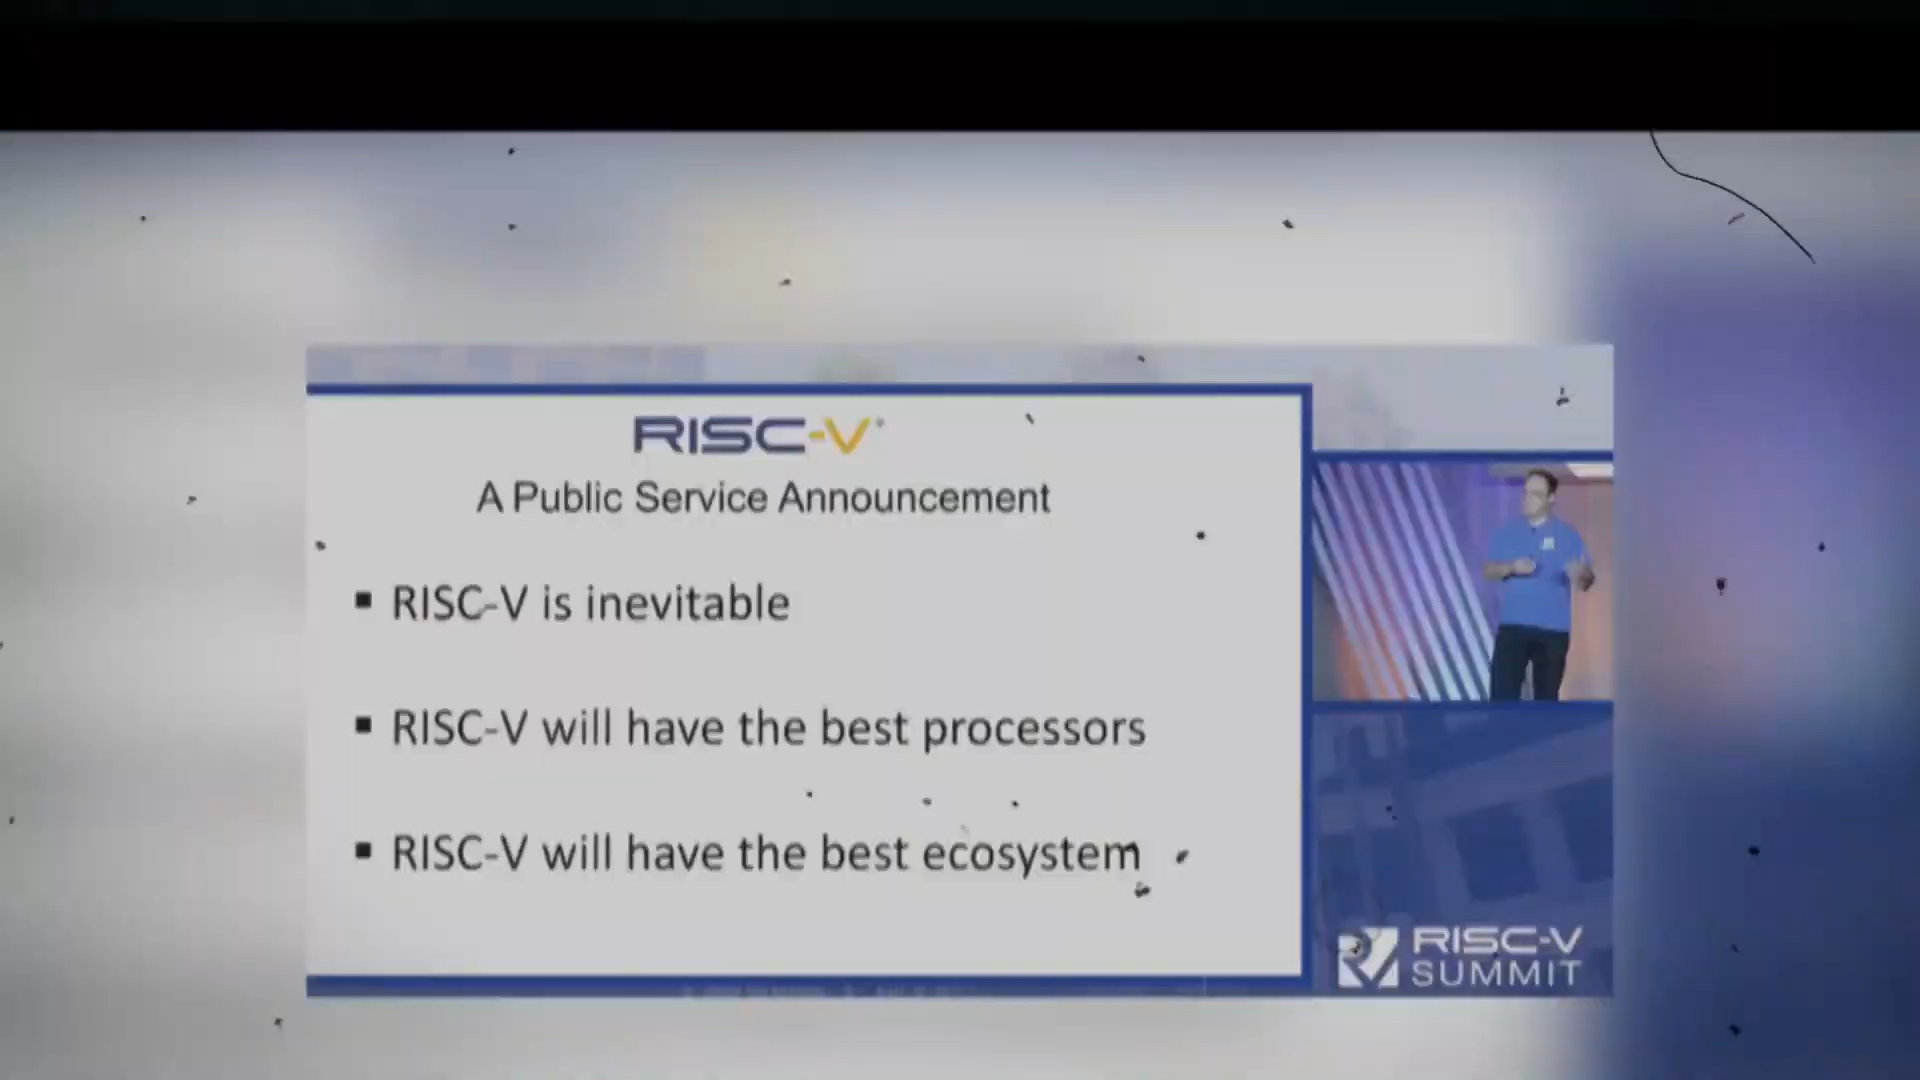 RISC-V
A Public Service Announcement
▪ RISC-V is inevitable
▪ RISC-V will have the best processors
▪ RISC-V will have the best ecosystem
RISC-V
SUMMIT